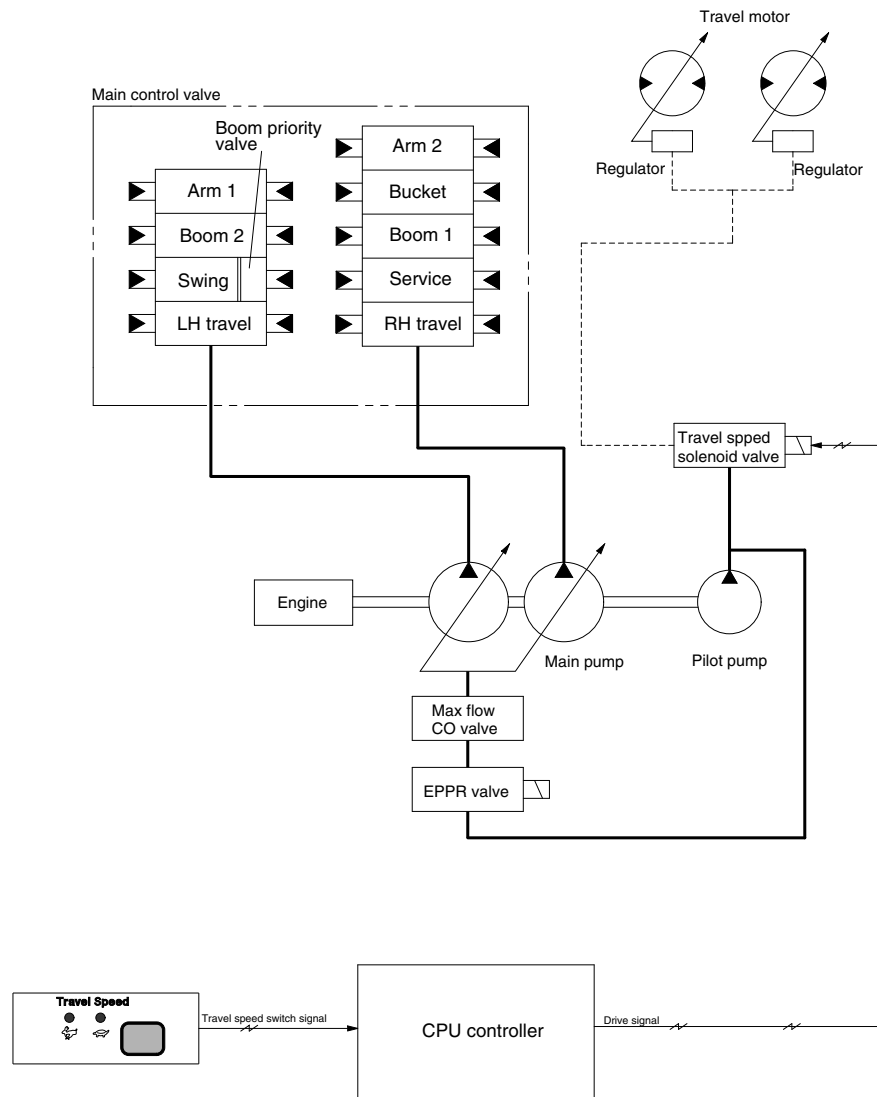 Travel motor
Main control valve
Boom priority
valve
Arm 1
Boom 2
Swing
LH travel
Arm 2
Bucket
Boom 1
Service
RH travel
Regulator
Regulator
Travel spped
solenoid valve
Engine
Main pump
Pilot pump
Max flow
CO valve
EPPR valve
Travel Speed
Travel speed switch signal
CPU controller
Drive signal